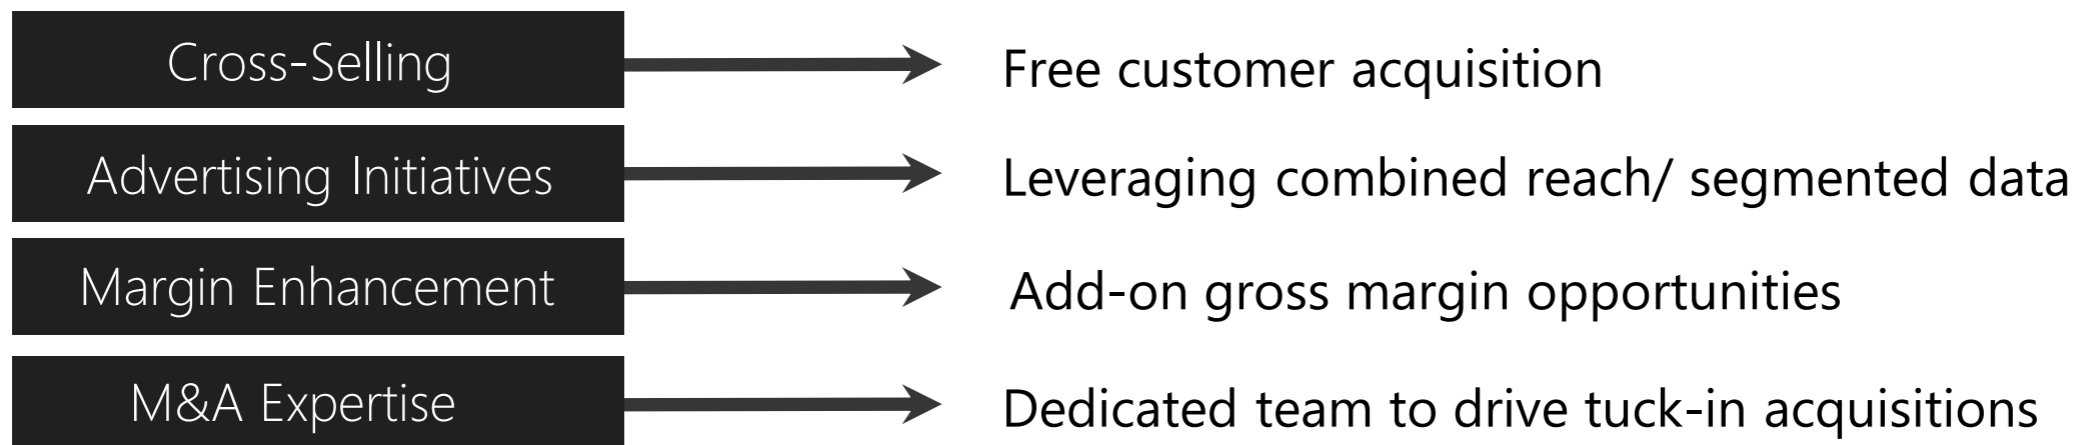 Cross-Selling
Free customer acquisition
Advertising Initiatives
Leveraging combined reach/ segmented data
Margin Enhancement
Add-on gross margin opportunities
M&A Expertise
Dedicated team to drive tuck-in acquisitions